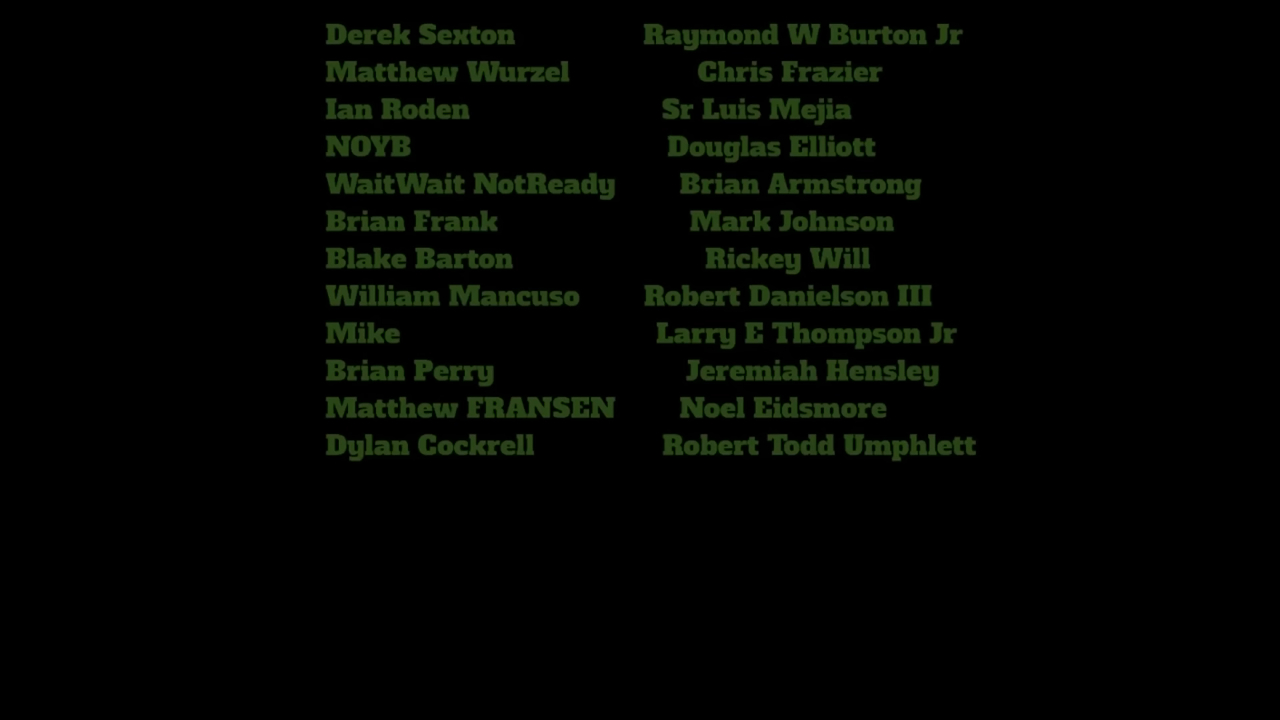 Derek Sexton Raymond W Burton Jr
Matthew Wurzel Chris Frazier
Ian Roden Sr Luis Mejia
NOYB Douglas Elliott
WaitWait NotReady Brian Armstrong
Brian Frank Mark Johnson
Blake Barton Rickey Will
William Mancuso Robert Danielson III
Mike Larry E Thompson Jr
Brian Perry Jeremiah Hensley
Matthew FRANSEN Noel Eidsmore
Dylan Cockrell Robert Todd Umphlett